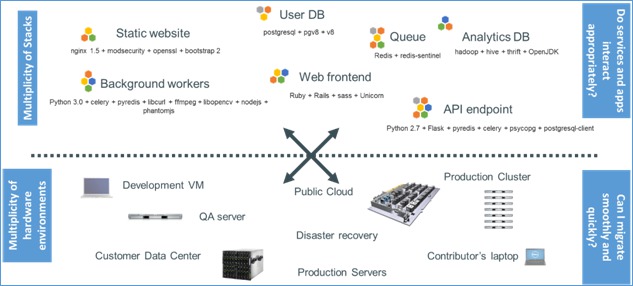 Multiplicity of Stacks
Static website
nginx 1.5 + modsecurity + openssl + bootstrap 2
User DB
postgresql + pgv8 + v8
Queue
Redis + redis-sentinel
Analytics DB
hadoop + hive + thrift + OpenJDK
Background workers
Python 3.0 + celery + pyredis + libcurl + ffmpeg + libopencv + nodejs +
phantomjs
Web frontend
Ruby + Rails + sass + Unicorn
API endpoint
Python 2.7 + Flask + pyredis + celery + psycopg + postgresql-client
Do services and apps
interact
appropriately?
Multiplicity of
hardware
environments
Development VM
QA server
Customer Data Center
Public Cloud
Disaster recovery
Production Servers
Production Cluster
Contributor's laptop
Can I migrate
smoothly and
quickly?